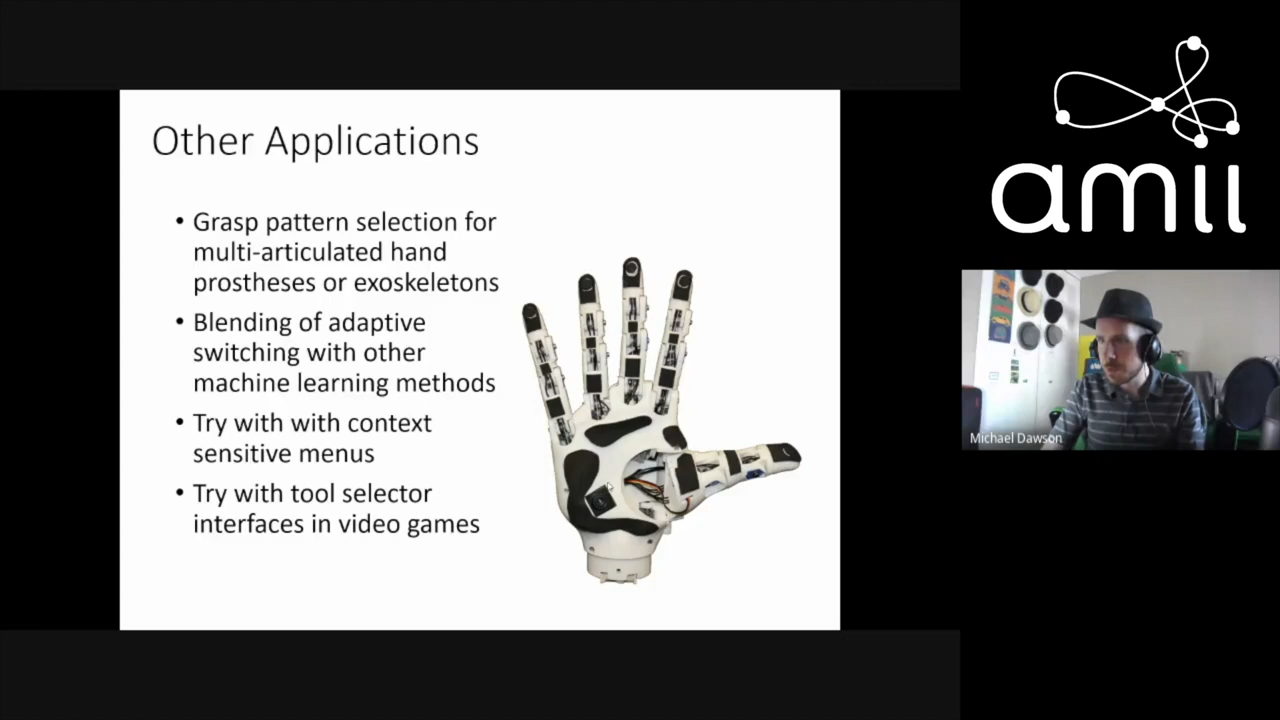 Other Applications
• Grasp pattern selection for
multi-articulated hand
prostheses or exoskeletons
• Blending of adaptive
switching with other
machine learning methods
• Try with with context
sensitive menus
• Try with tool selector
interfaces in video games
amii
Michael Dawson